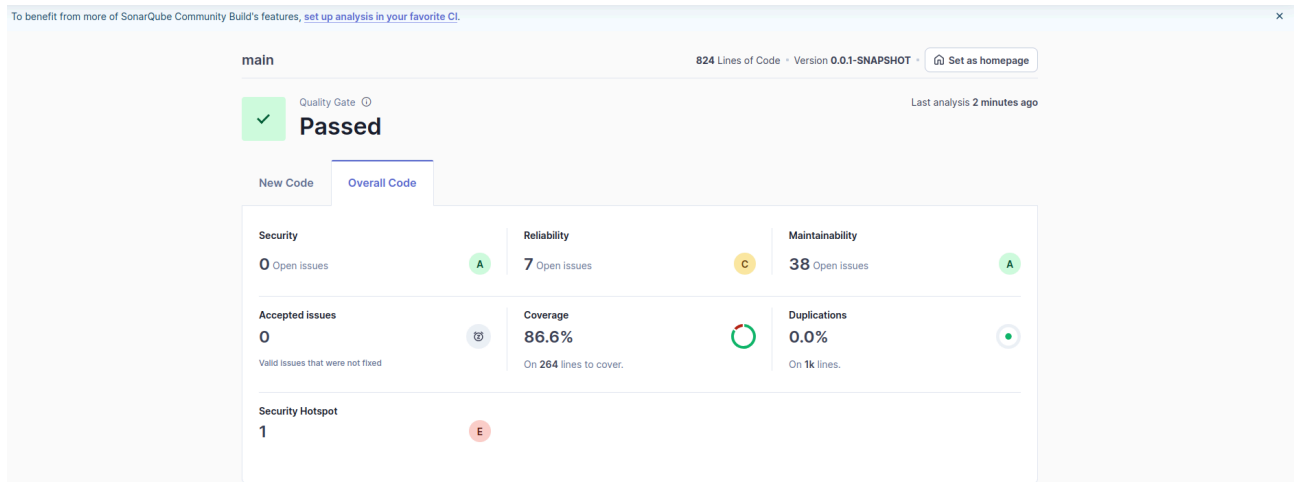 To benefit from more of SonarQube Community Build's features, set up analysis in your favorite CI.
main
824 Lines of Code • Version 0.0.1-SNAPSHOT • Set as homepage
Quality Gate
Last analysis 2 minutes ago
Passed
New Code Overall Code
Security Reliability Maintainability
0 Open issues A 7 Open issues C 38 Open issues A
Accepted issues Coverage Duplications
0 86.6% 0.0%
Valid issues that were not fixed On 264 lines to cover. On 1k lines.
Security Hotspot
1 E